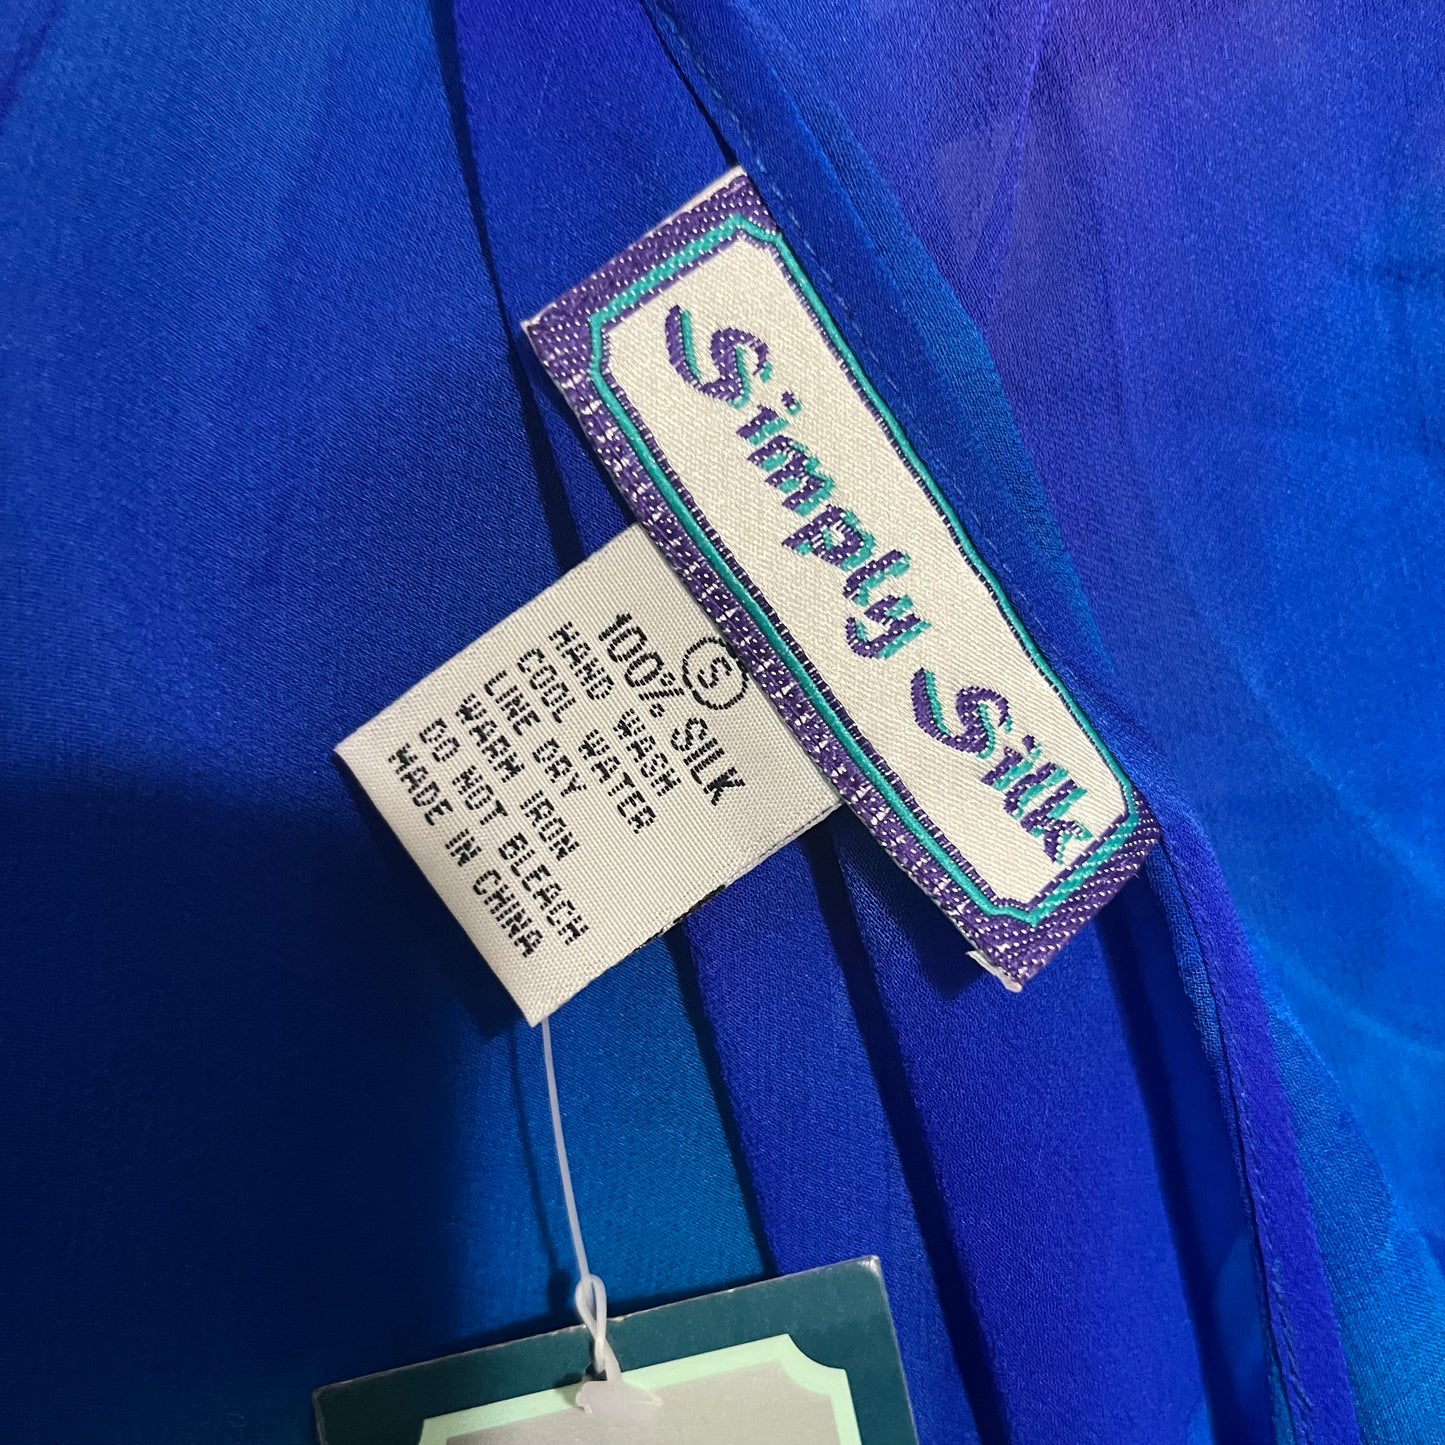 Simply Silk
S
100% SILK
HAND WASH
COOL WATER
LINE DRY
WARM IRON
DO NOT BLEACH
MADE IN CHINA